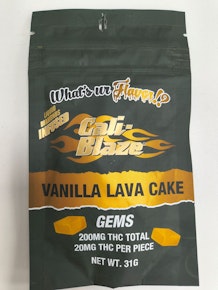 What's ur Flavor!?
Cali-
Blaze
VANILLA LAVA CAKE
GEMS
200MG THC TOTAL
20MG THC PER PIECE
NET WT. 31G